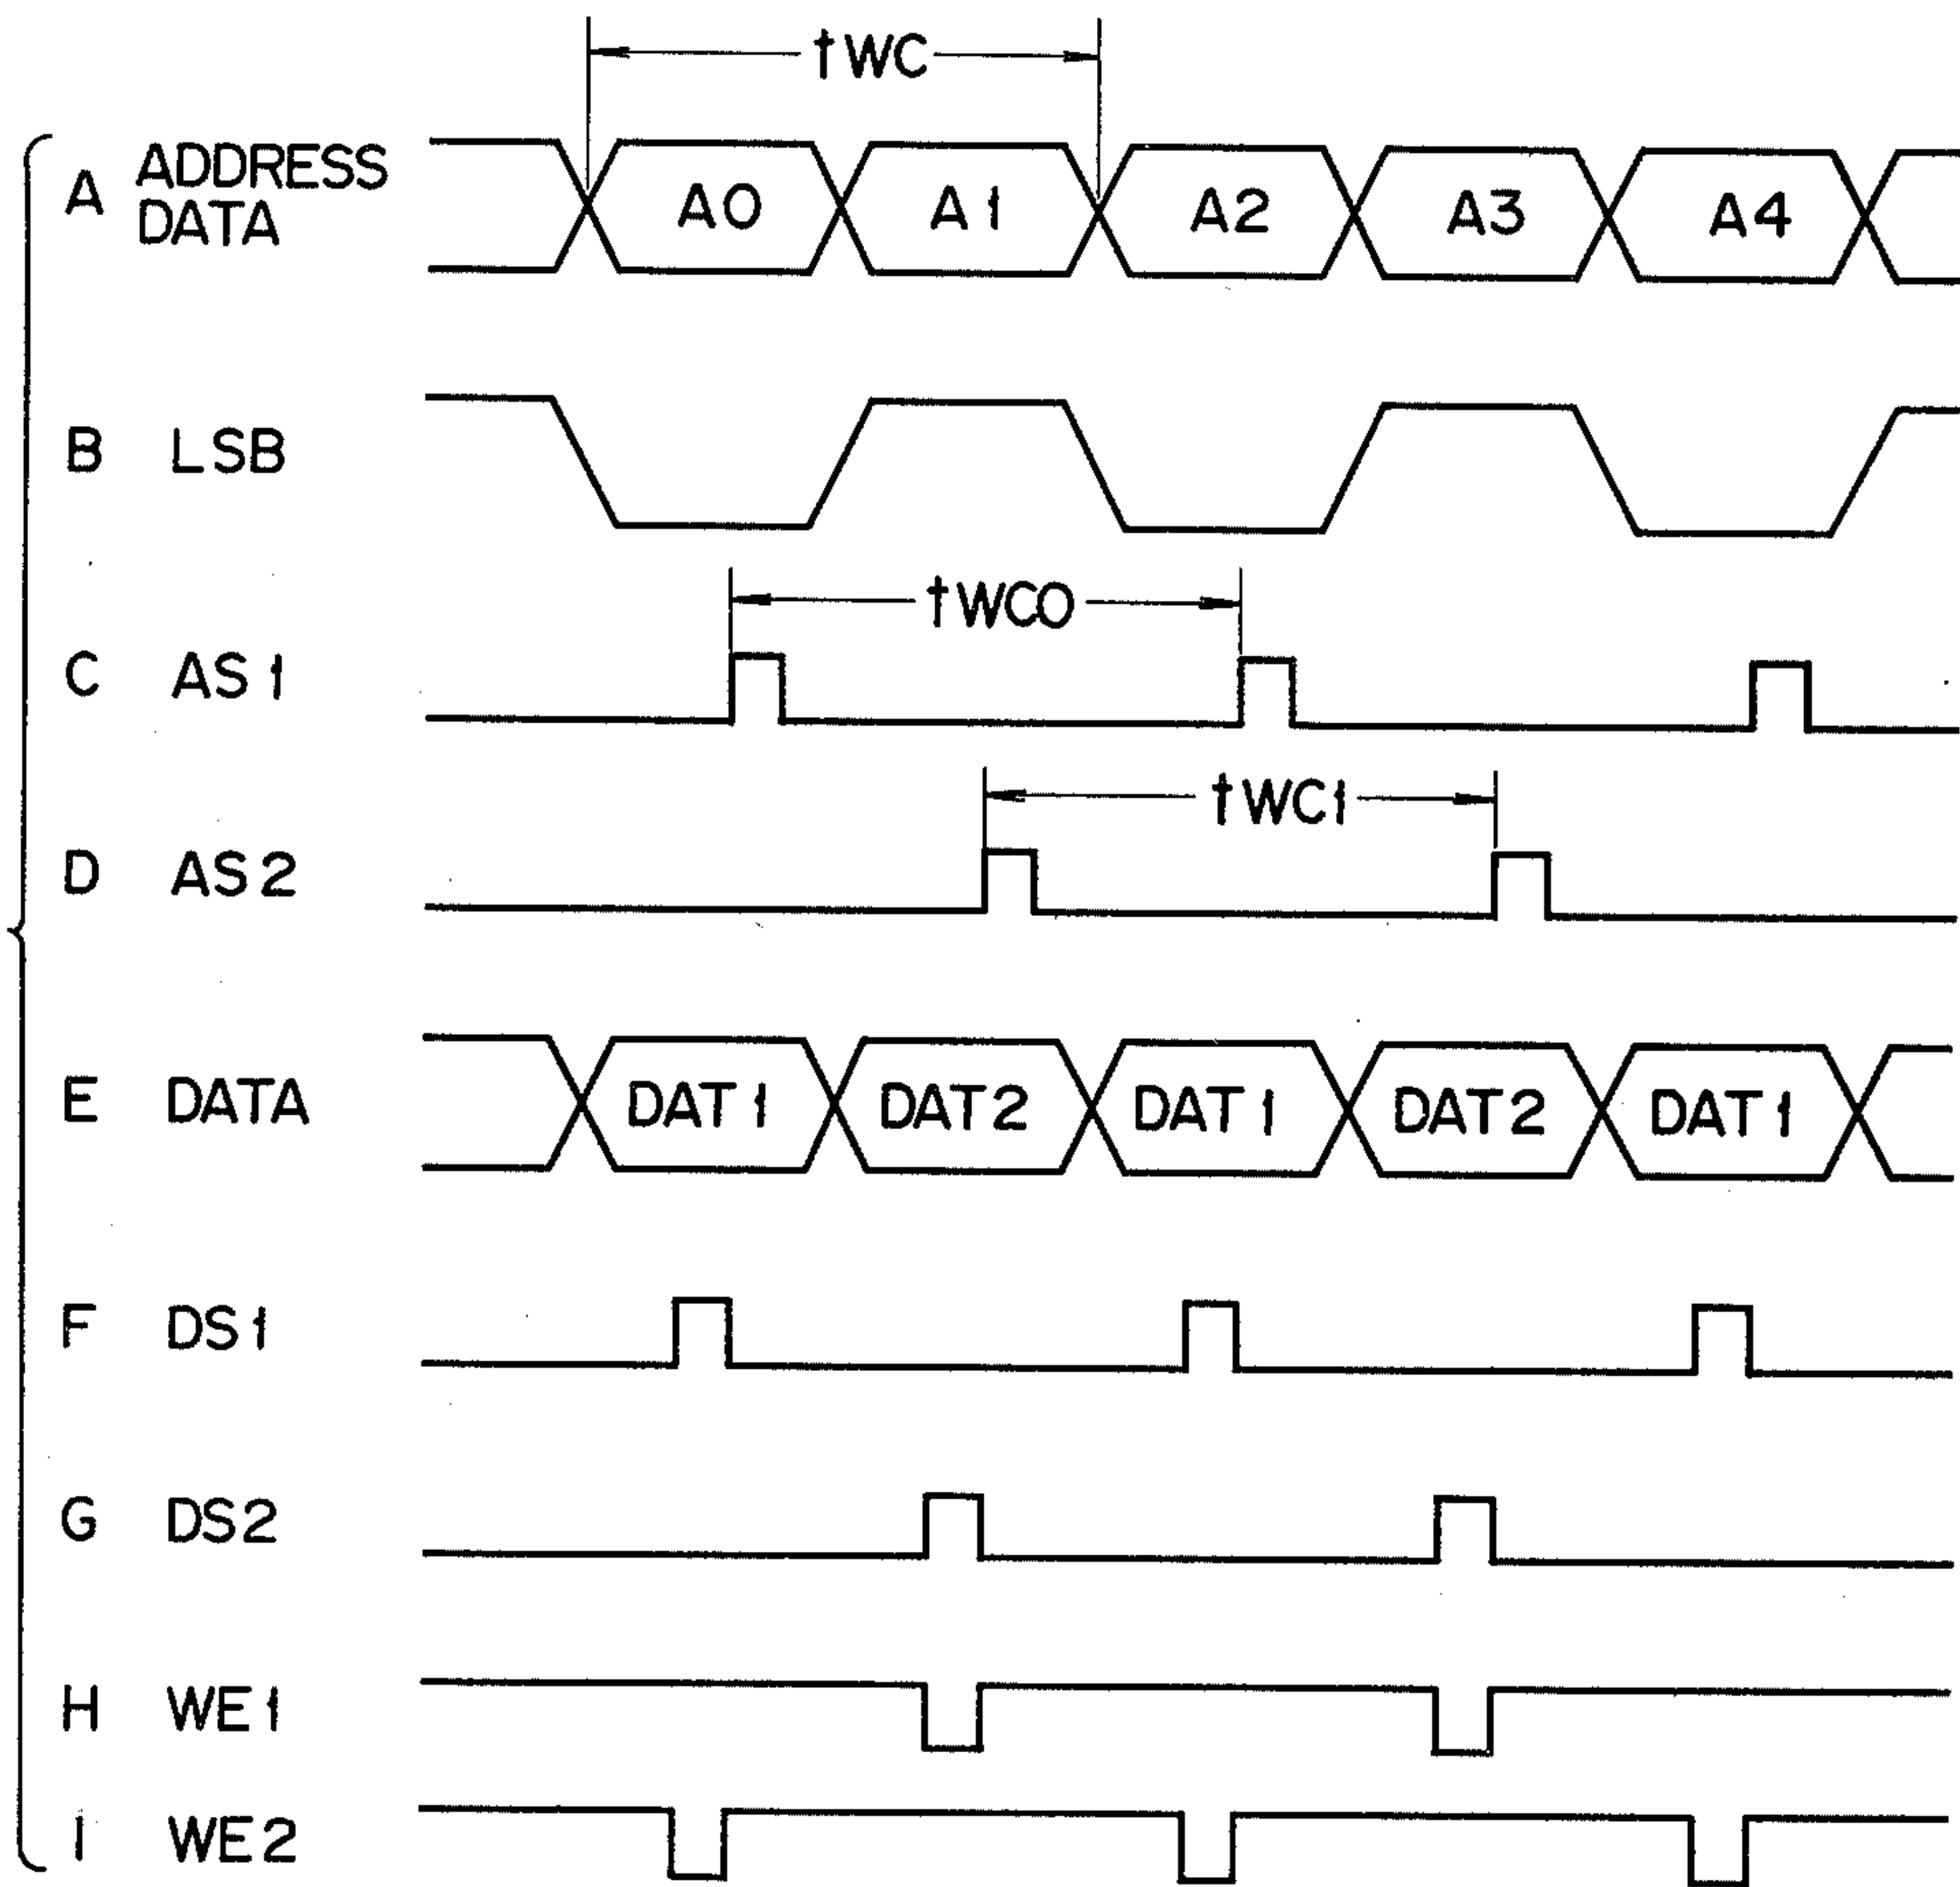 tWC
A ADDRESS
DATA
A0 A1 A2 A3 A4
B LSB
tWC0
C AS1
tWC1
D AS2
E DATA DAT1 DAT2 DAT1 DAT2 DAT1
F DS1
G DS2
H WE1
I WE2